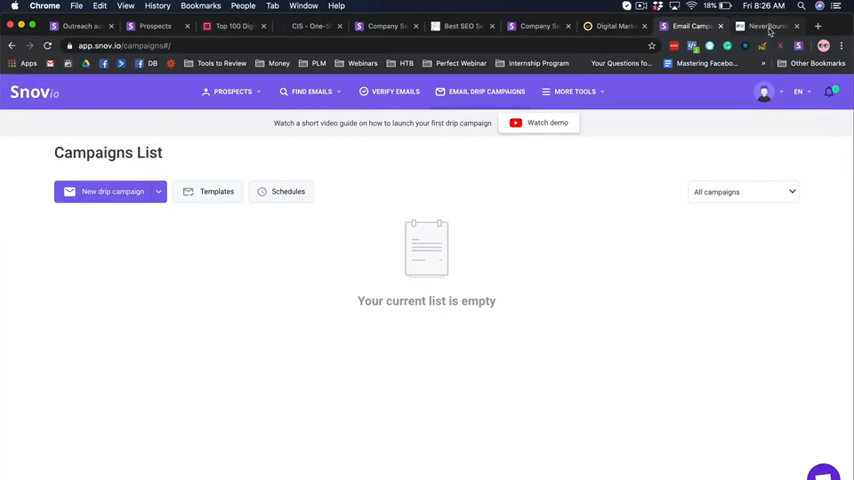 Chrome File Edit View History Bookmarks People Tab Window Help 18% Fri 8:26 AM
Outreach au Prospects Top 100 Dig CIS - One-S Company Se Best SEO Se Company Se Digital Marke Email Camp NeverBounc
app.snov.io/campaigns#/
Apps DB Tools to Review Money PLM Webinars HTB Perfect Webinar Internship Program Your Questions fo... Mastering Facebo... » Other Bookmarks
Snovio PROSPECTS FIND EMAILS VERIFY EMAILS EMAIL DRIP CAMPAIGNS MORE TOOLS EN
Watch a short video guide on how to launch your first drip campaign Watch demo
Campaigns List
New drip campaign Templates Schedules All campaigns
Your current list is empty